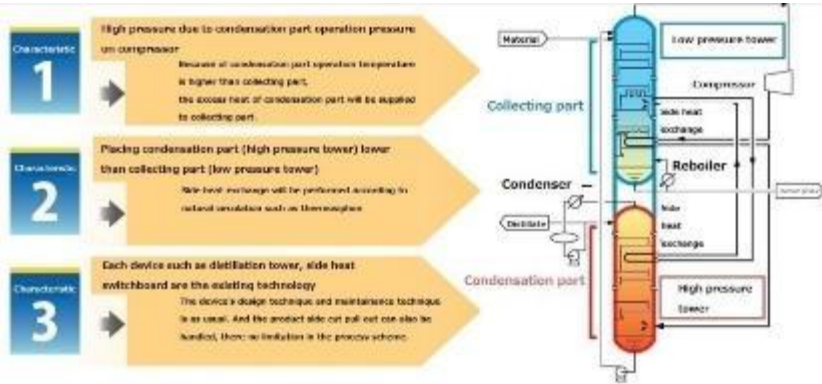 Characteristic
1
High pressure due to condensation part operation pressure
on compressor
Because of condensation part operation temperature
is higher than collecting part,
the excess heat of condensation part will be supplied
to collecting part.
Characteristic
2
Placing condensation part (high pressure tower) lower
than collecting part (low pressure tower)
Side heat exchange will be performed according to
natural circulation such as thermosiphon
Characteristic
3
Each device such as distillation tower, side heat
switchboard are the existing technology
The device's design technique and maintenance technique
is as usual. And the product side cut pull out can also be
handled, there no limitation in the process scheme.
Material
Low pressure tower
Compressor
Collecting part
Side heat
exchange
Reboiler
Condenser
Distillate
Side
heat
exchange
Condensation part
High pressure
tower